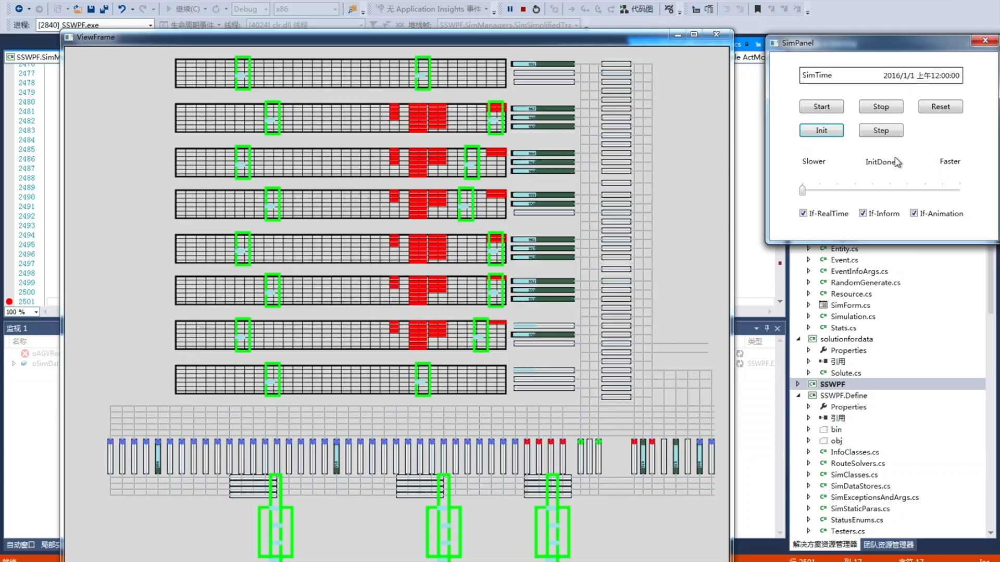 继续(C)
Debug
x86
无 Application Insights 事件
代码图
进程:
[2840] SSWPF.exe
生命周期事件
线程:
[4024] clr.dll 线程
堆栈帧:
SSWPF.SimManagers.SimSimplifiedTra
ViewFrame
SSWPF.SimM
cs
le ActMo
2477
2478
2479
2480
2481
2482
2483
2484
2485
2486
2487
2488
2489
2490
2491
2492
2493
2494
2495
2496
2497
2498
2499
2500
2501
100 %
监视 1
名称
oAGVRo
oSimDat
自动窗口
951
967
964
959
961
952
SimPanel
SimTime
2016/1/1 上午12:00:00
Start
Stop
Reset
Init
Step
Slower
InitDone
Faster
If-RealTime
If-Inform
If-Animation
类型
SSWPF.D
Entity.cs
Event.cs
EventInfoArgs.cs
RandomGenerate.cs
Resource.cs
SimForm.cs
Simulation.cs
Stats.cs
solutionfordata
Properties
引用
Solute.cs
SSWPF
SSWPF.Define
Properties
引用
bin
obj
InfoClasses.cs
RouteSolvers.cs
SimClasses.cs
SimDataStores.cs
SimExceptionsAndArgs.cs
SimStaticParas.cs
StatusEnums.cs
Testers.cs
解决方案资源管理器
团队资源管理器